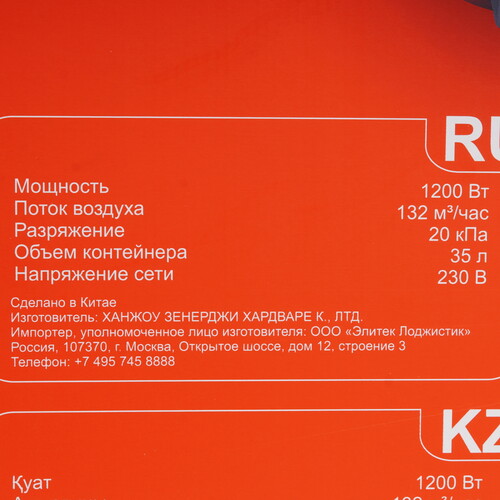 RU
Мощность 1200 Вт
Поток воздуха 132 м³/час
Разряжение 20 кПа
Объем контейнера 35 л
Напряжение сети 230 В
Сделано в Китае
Изготовитель: ХАНЖОУ ЗЕНЕРДЖИ ХАРДВАРЕ К., ЛТД.
Импортер, уполномоченное лицо изготовителя: ООО «Элитек Лоджистик»
Россия, 107370, г. Москва, Открытое шоссе, дом 12, строение 3
Телефон: +7 495 745 8888
KZ
Қуат 1200 Вт